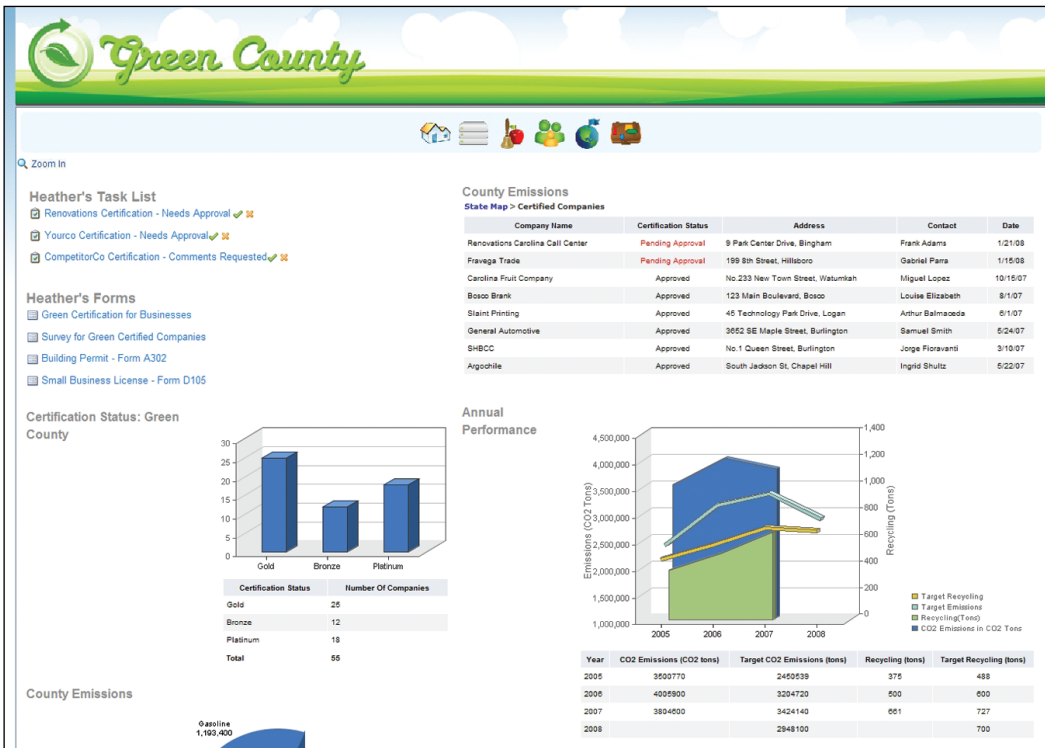 Green County
Zoom In
Heather's Task List
Renovations Certification - Needs Approval
Yourco Certification - Needs Approval
CompetitorCo Certification - Comments Requested
Heather's Forms
Green Certification for Businesses
Survey for Green Certified Companies
Building Permit - Form A302
Small Business License - Form D105
County Emissions
State Map > Certified Companies
Company Name Certification Status Address Contact Date
Renovations Carolina Call Center Pending Approval 9 Park Center Drive, Bingham Frank Adams 1/21/08
Fravega Trade Pending Approval 199 8th Street, Hillsboro Gabriel Parra 1/15/08
Carolina Fruit Company Approved No.233 New Town Street, Watumkah Miguel Lopez 10/15/07
Bosco Brank Approved 123 Main Boulevard, Bosco Louise Elizabeth 8/1/07
Slaint Printing Approved 45 Technology Park Drive, Logan Arthur Balmaceda 6/1/07
General Automotive Approved 3652 SE Maple Street, Burlington Samuel Smith 5/24/07
SHBCC Approved No.1 Queen Street, Burlington Jorge Fioravanti 3/10/07
Argochile Approved South Jadson St, Chapel Hill Ingrid Shultz 5/22/07
Certification Status: Green
County
30
25
20
15
10
5
0
Gold Bronze Platinum
Certification Status Number Of Companies
Gold 25
Bronze 12
Platinum 18
Total 55
Annual
Performance
4,500,000
4,000,000
3,500,000
3,000,000
2,500,000
2,000,000
1,500,000
1,000,000
Emissions (CO2 Tons)
1,400
1,200
1,000
800
600
400
200
0
Recycling (Tons)
2005 2006 2007 2008
Target Recycling
Target Emissions
Recycling(Tons)
CO2 Emissions in CO2 Tons
Year CO2 Emissions (CO2 tons) Target CO2 Emissions (tons) Recycling (tons) Target Recycling (tons)
2005 3500770 2450539 375 488
2006 4005900 3204720 500 600
2007 3804600 3424140 661 727
2008 2948100 700
County Emissions
Gasoline
1,193,400